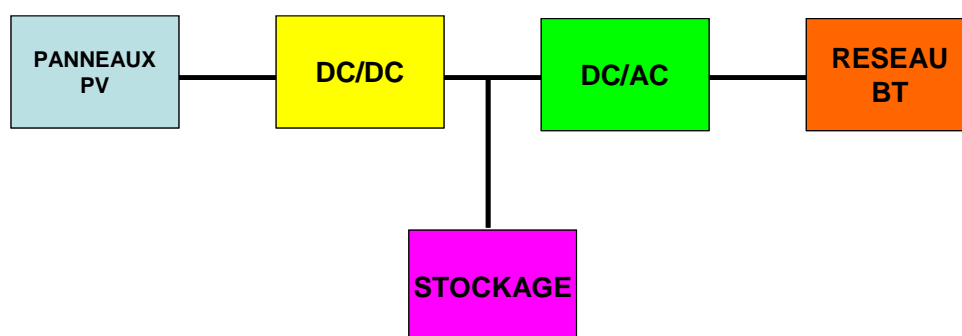 PANNEAUX
PV
DC/DC
DC/AC
RESEAU
BT
STOCKAGE